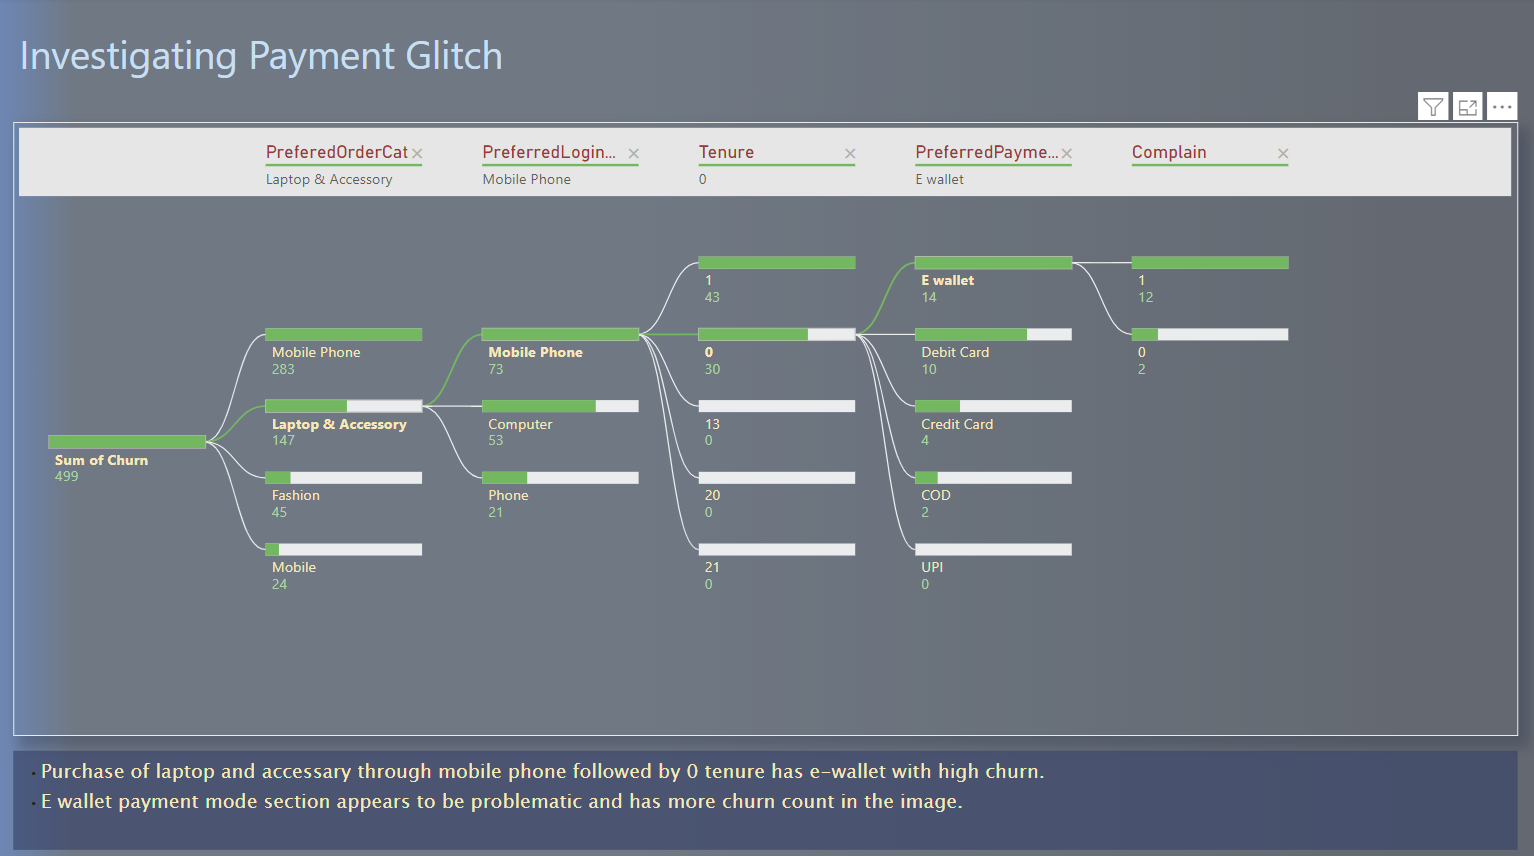 Investigating Payment Glitch
PreferedOrderCat
PreferredLogin...
Tenure
PreferredPayme...
Complain
Laptop & Accessory
Mobile Phone
0
E wallet
Sum of Churn
499
Mobile Phone
283
Laptop & Accessory
147
Fashion
45
Mobile
24
Mobile Phone
73
Computer
53
Phone
21
1
43
0
30
13
0
20
0
21
0
E wallet
14
Debit Card
10
Credit Card
4
COD
2
UPI
0
1
12
0
2
· Purchase of laptop and accessary through mobile phone followed by 0 tenure has e-wallet with high churn.
· E wallet payment mode section appears to be problematic and has more churn count in the image.